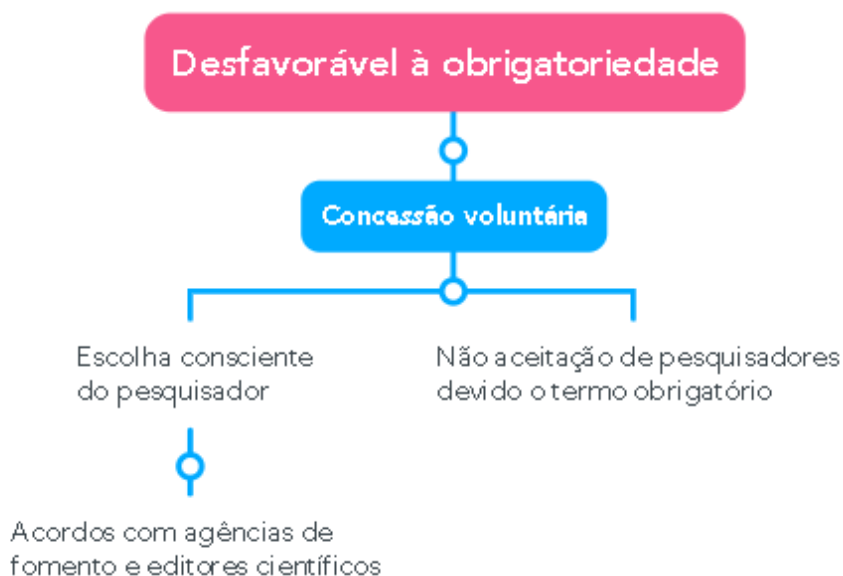 Desfavorável à obrigatoriedade
Concessão voluntária
Escolha consciente
do pesquisador
Não aceitação de pesquisadores
devido o termo obrigatório
Acordos com agências de
fomento e editores científicos